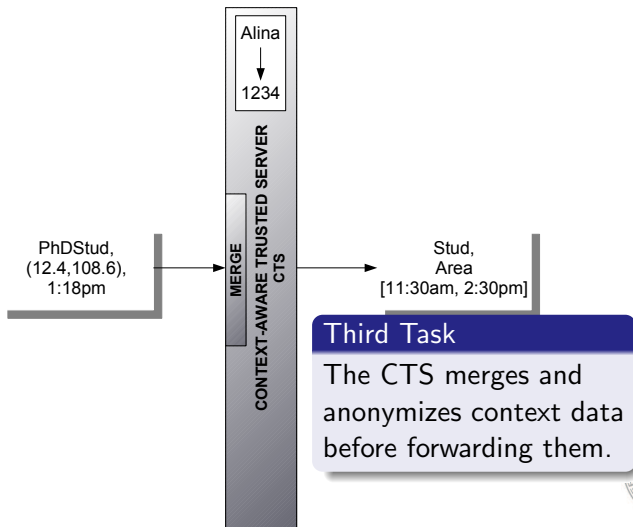 Alina
1234
PhDStud,
(12.4,108.6),
1:18pm
MERGE
CONTEXT-AWARE TRUSTED SERVER
CTS
Stud,
Area
[11:30am, 2:30pm]
Third Task
The CTS merges and
anonymizes context data
before forwarding them.